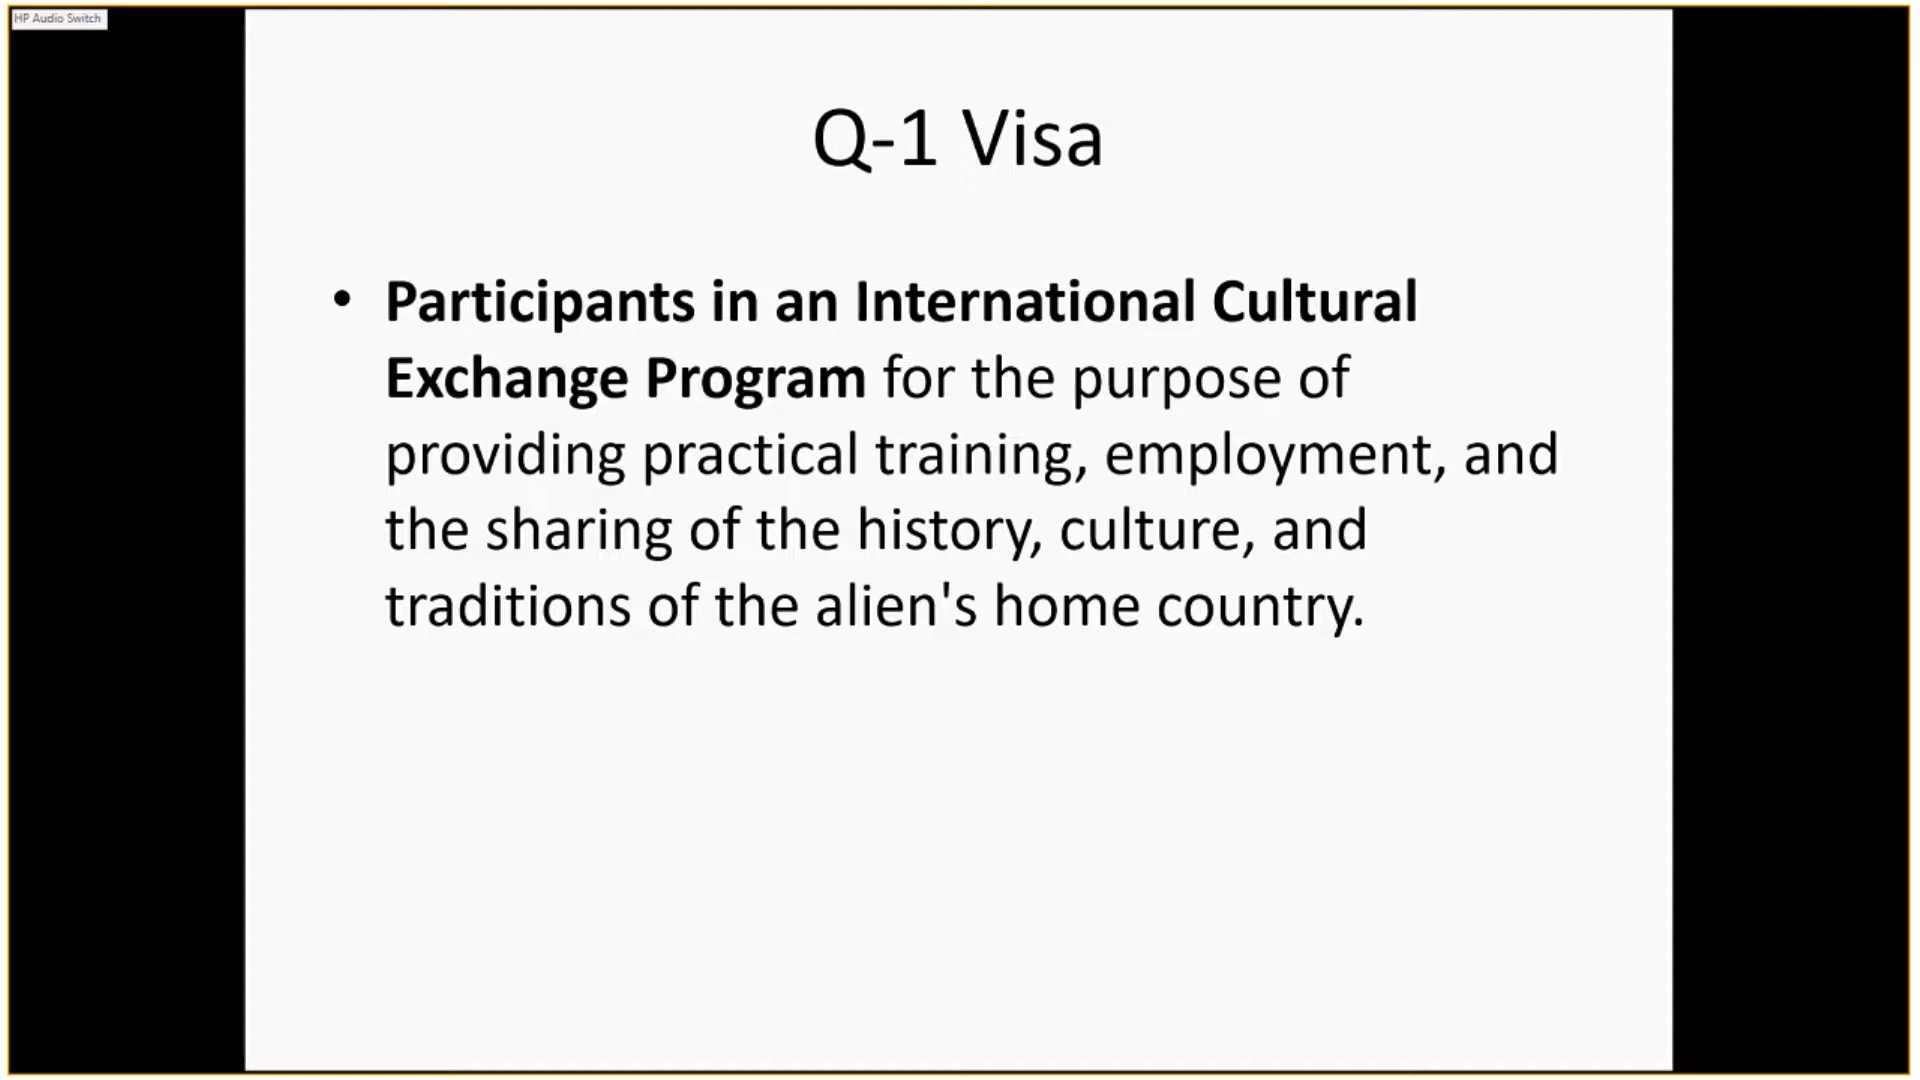 HP Audio Switch
Q-1 Visa
• Participants in an International Cultural
Exchange Program for the purpose of
providing practical training, employment, and
the sharing of the history, culture, and
traditions of the alien's home country.